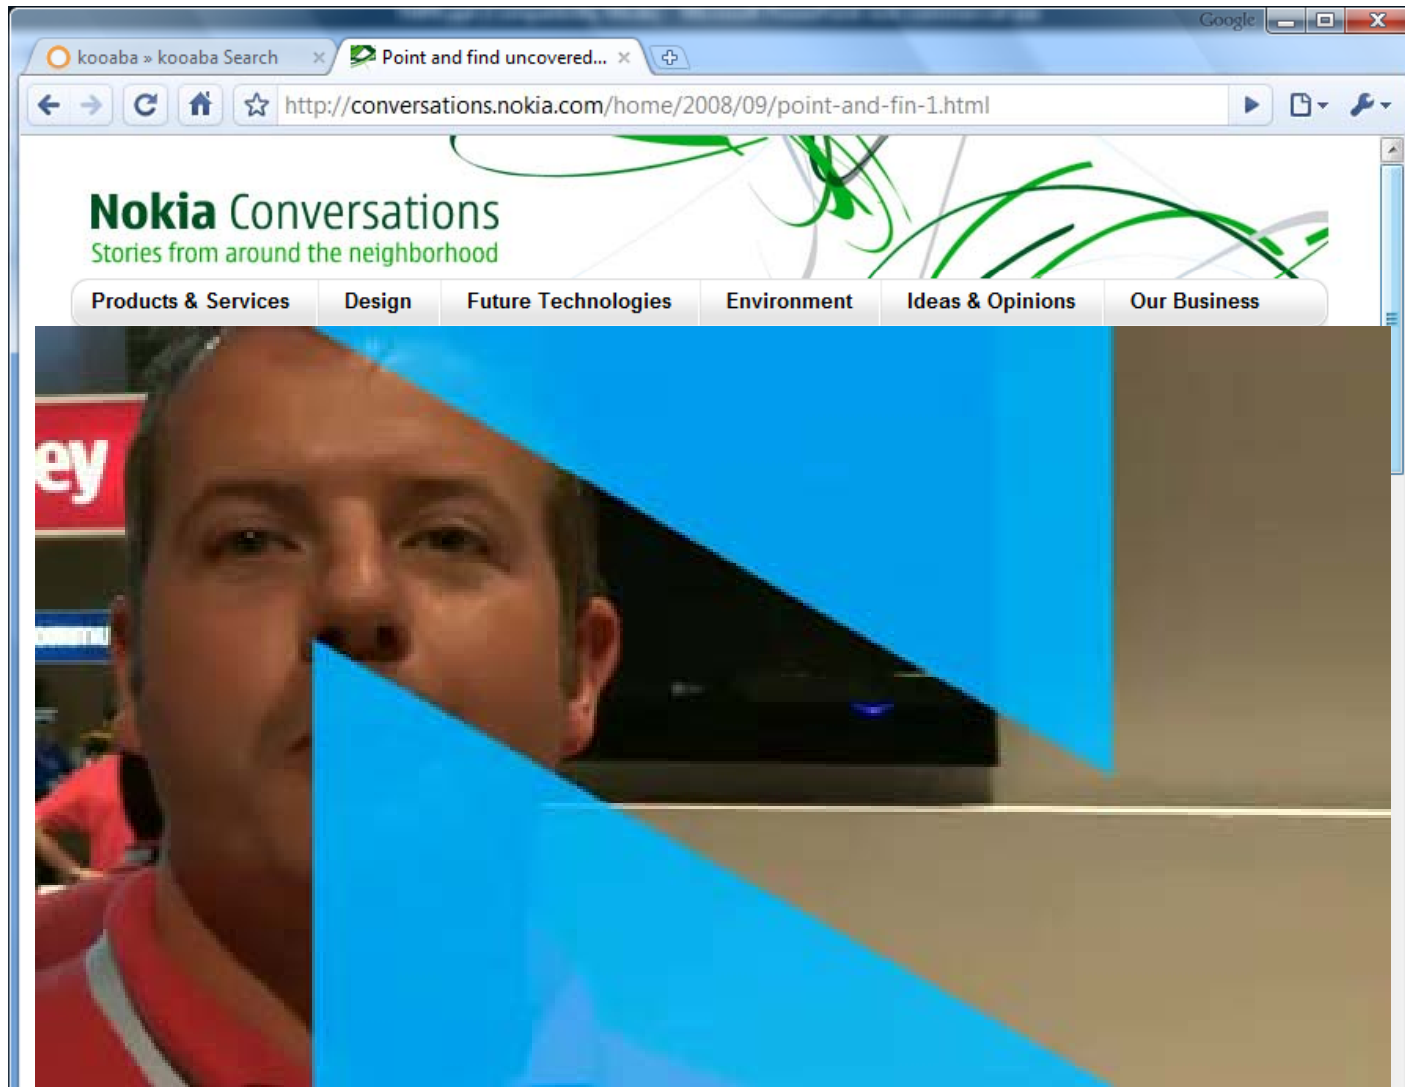 Google
kooaba » kooaba Search
Point and find uncovered...
http://conversations.nokia.com/home/2008/09/point-and-fin-1.html
Nokia Conversations
Stories from around the neighborhood
Products & Services Design Future Technologies Environment Ideas & Opinions Our Business
ey